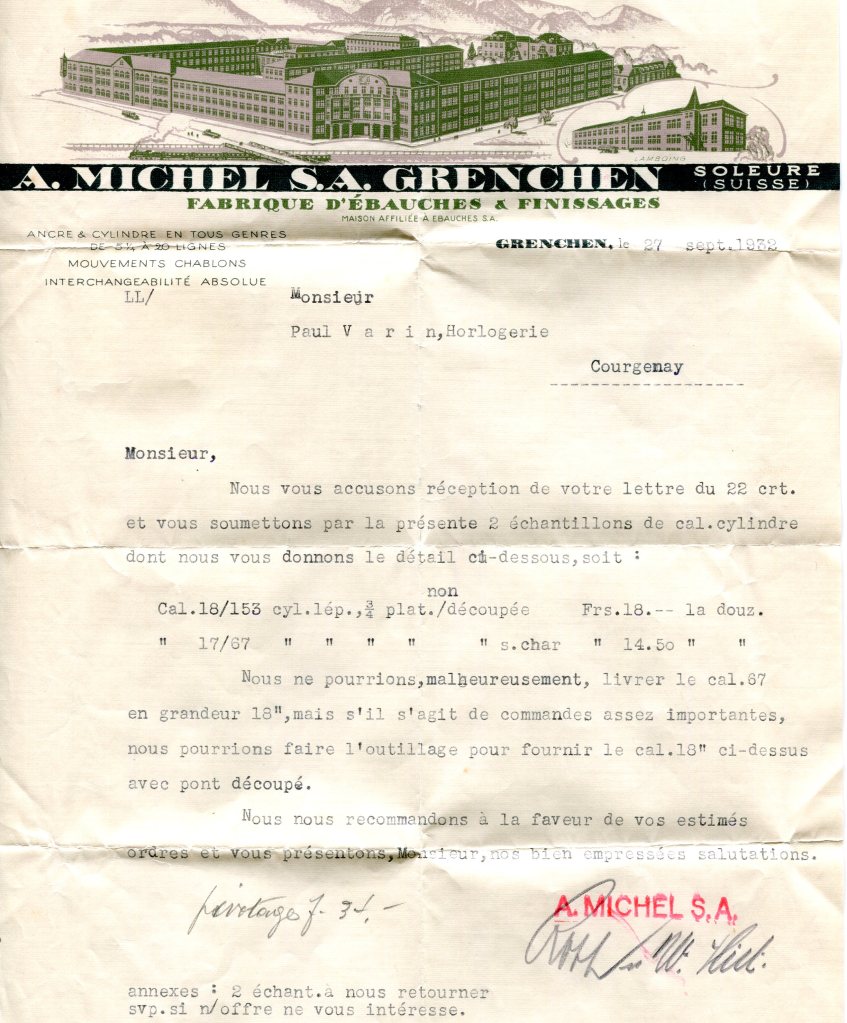 LAMBOING
A. MICHEL S.A. GRENCHEN SOLEURE (SUISSE)
FABRIQUE D'ÉBAUCHES & FINISSAGES
MAISON AFFILIÉE À EBAUCHES S.A.
ANCRE & CYLINDRE EN TOUS GENRES
DE 5¼ À 20 LIGNES
MOUVEMENTS CHABLONS
INTERCHANGEABILITÉ ABSOLUE
GRENCHEN, le 27 sept.1932
LL/
Monsieur
Paul V a r i n,Horlogerie
Courgenay
Monsieur,
Nous vous accusons réception de votre lettre du 22 crt.
et vous soumettons par la présente 2 échantillons de cal.cylindre
dont nous vous donnons le détail ci-dessous,soit :
non
Cal.18/153 cyl.lép.,¾ plat./découpée Frs.18.-- la douz.
" 17/67 " " " " " s.char " 14.50 " "
Nous ne pourrions,malheureusement, livrer le cal.67
en grandeur 18",mais s'il s'agit de commandes assez importantes,
nous pourrions faire l'outillage pour fournir le cal.18" ci-dessus
avec pont découpé.
Nous nous recommandons à la faveur de vos estimés
ordres et vous présentons,Monsieur,nos bien empressées salutations.
pivotages f. 34.-
A. MICHEL S.A.
annexes : 2 échant.à nous retourner
svp.si n/offre ne vous intéresse.